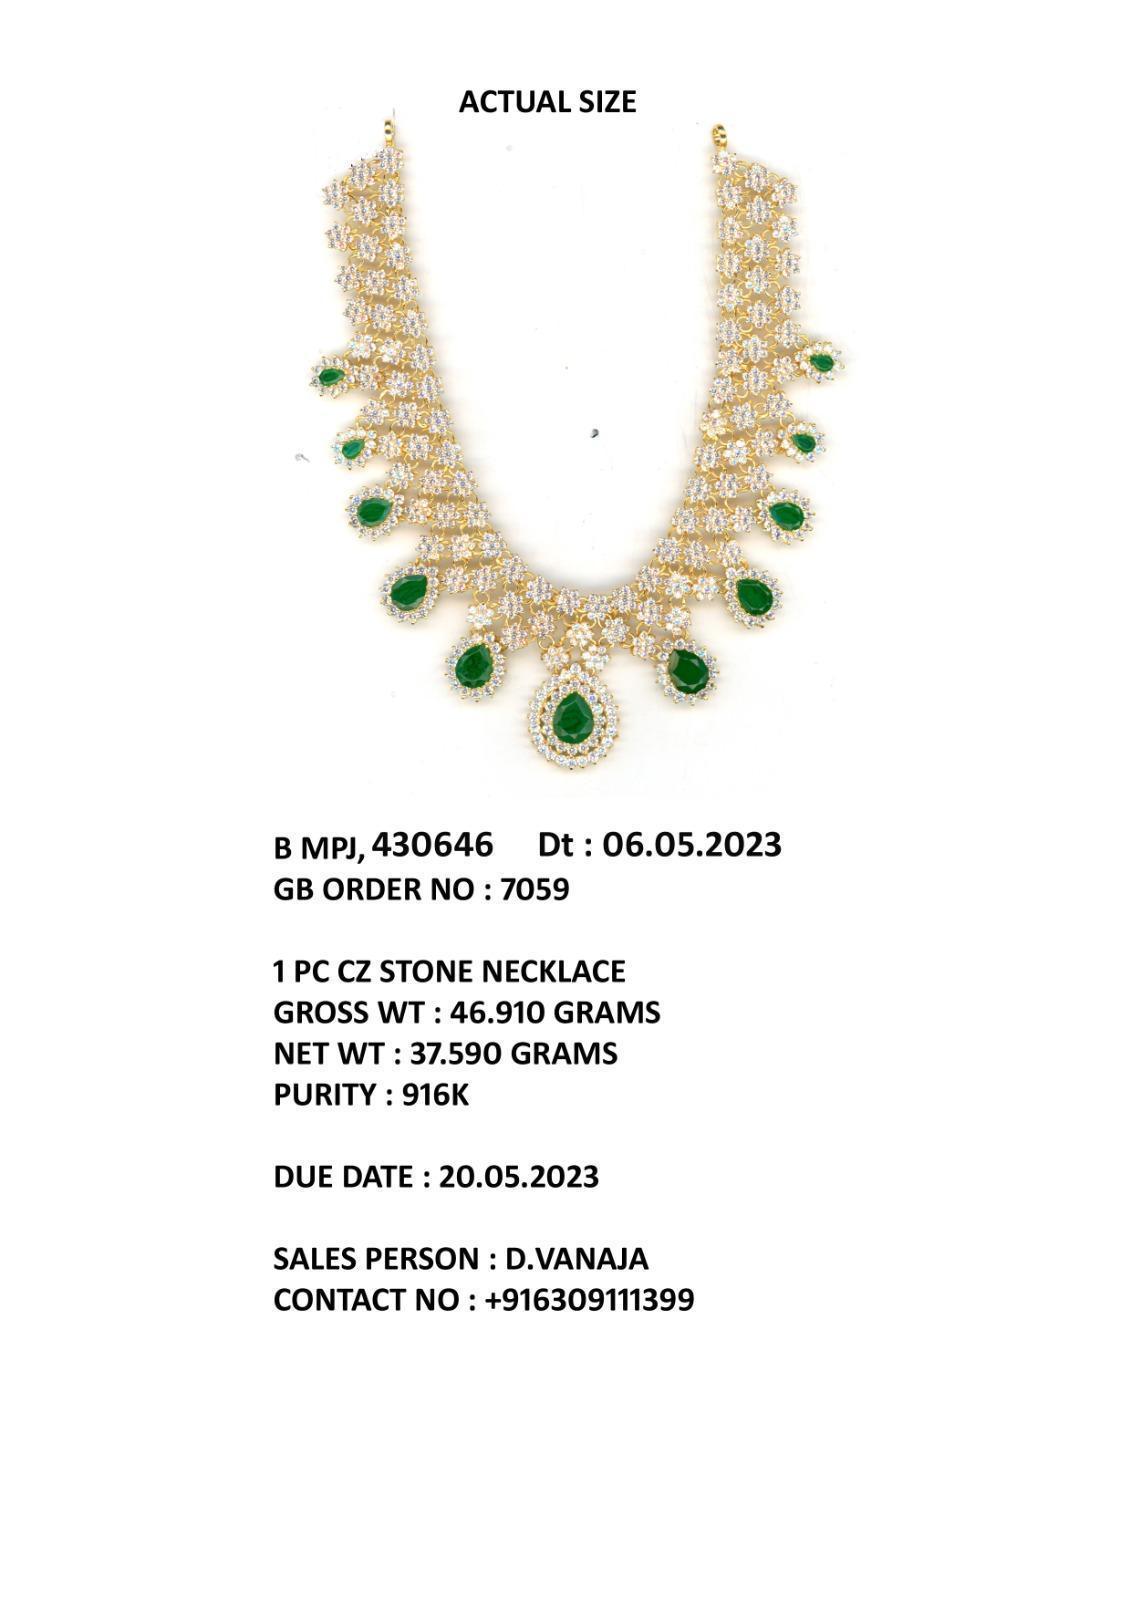 ACTUAL SIZE
B MPJ, 430646 Dt : 06.05.2023
GB ORDER NO : 7059
1 PC CZ STONE NECKLACE
GROSS WT : 46.910 GRAMS
NET WT : 37.590 GRAMS
PURITY : 916K
DUE DATE : 20.05.2023
SALES PERSON : D.VANAJA
CONTACT NO : +916309111399